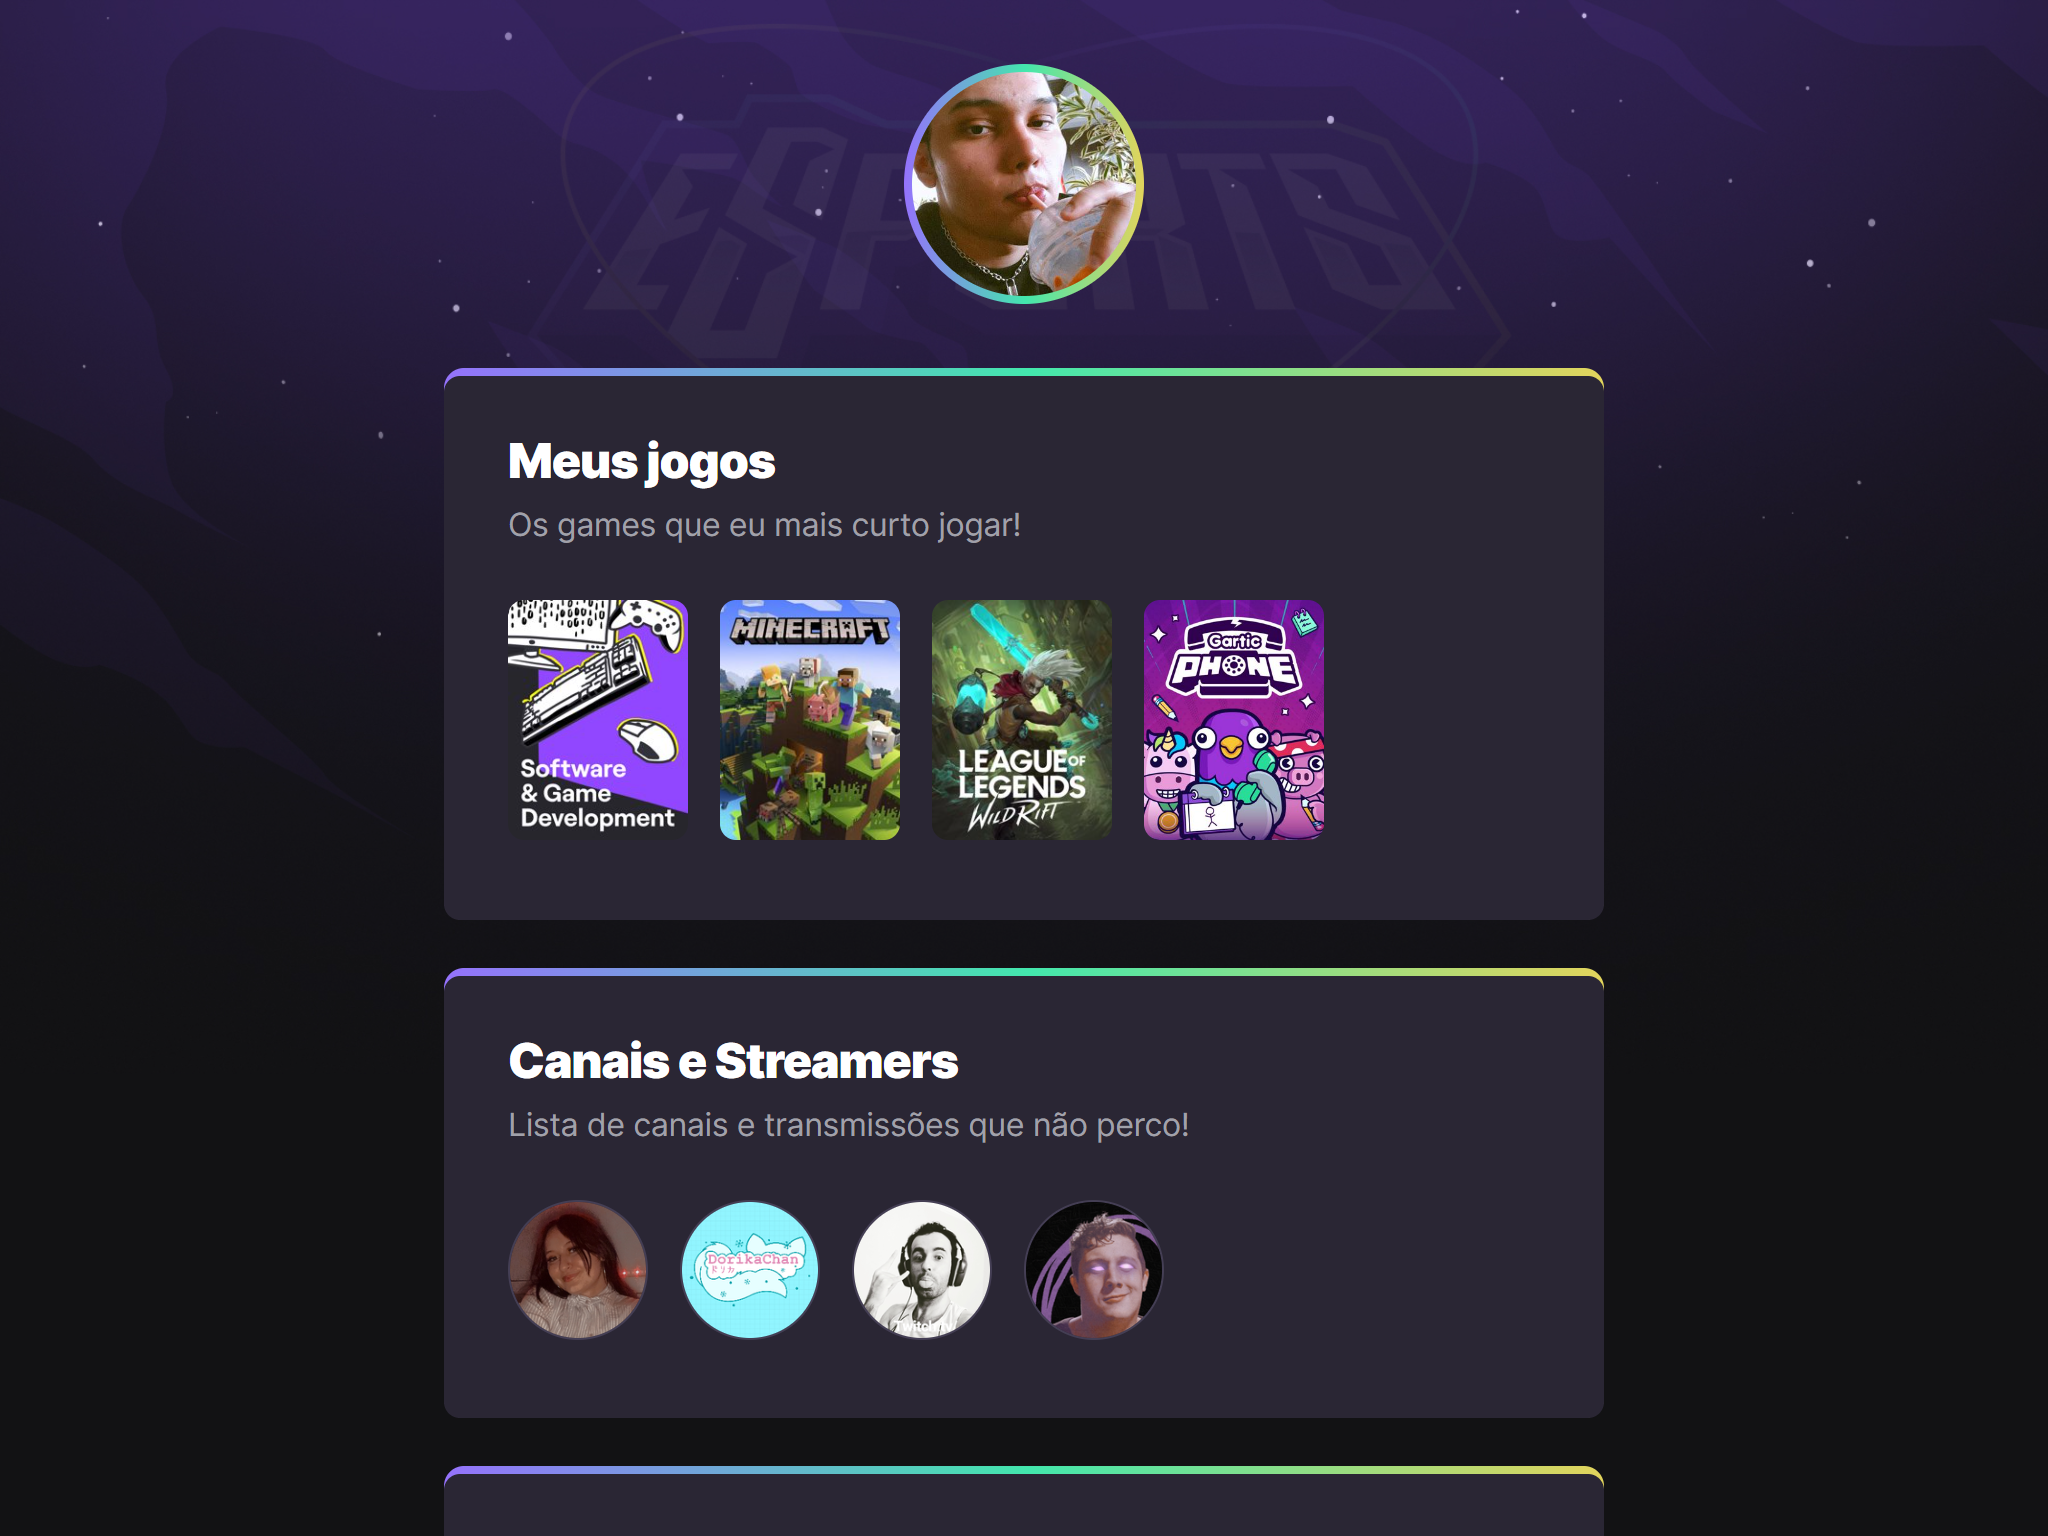 ESPORTS
Meus jogos
Os games que eu mais curto jogar!
Software
& Game
Development
MINECRAFT
LEAGUE OF
LEGENDS
WILD RIFT
Gartic
PHONE
Canais e Streamers
Lista de canais e transmissões que não perco!
DorikaChan